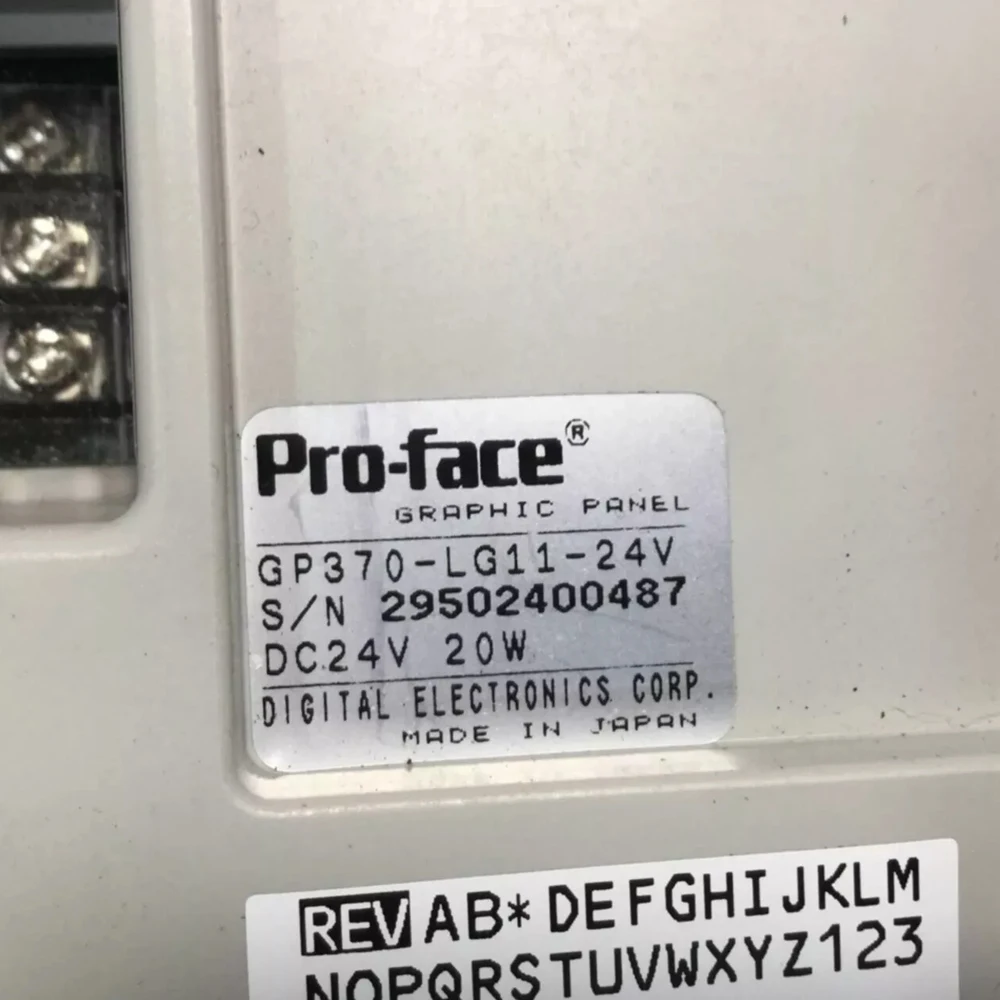 Pro-face®
GRAPHIC PANEL
GP370-LG11-24V
S/N 29502400487
DC24V 20W
DIGITAL ELECTRONICS CORP.
MADE IN JAPAN
REV AB* DEFGHIJKLM
NOPQRSTUVWXYZ123